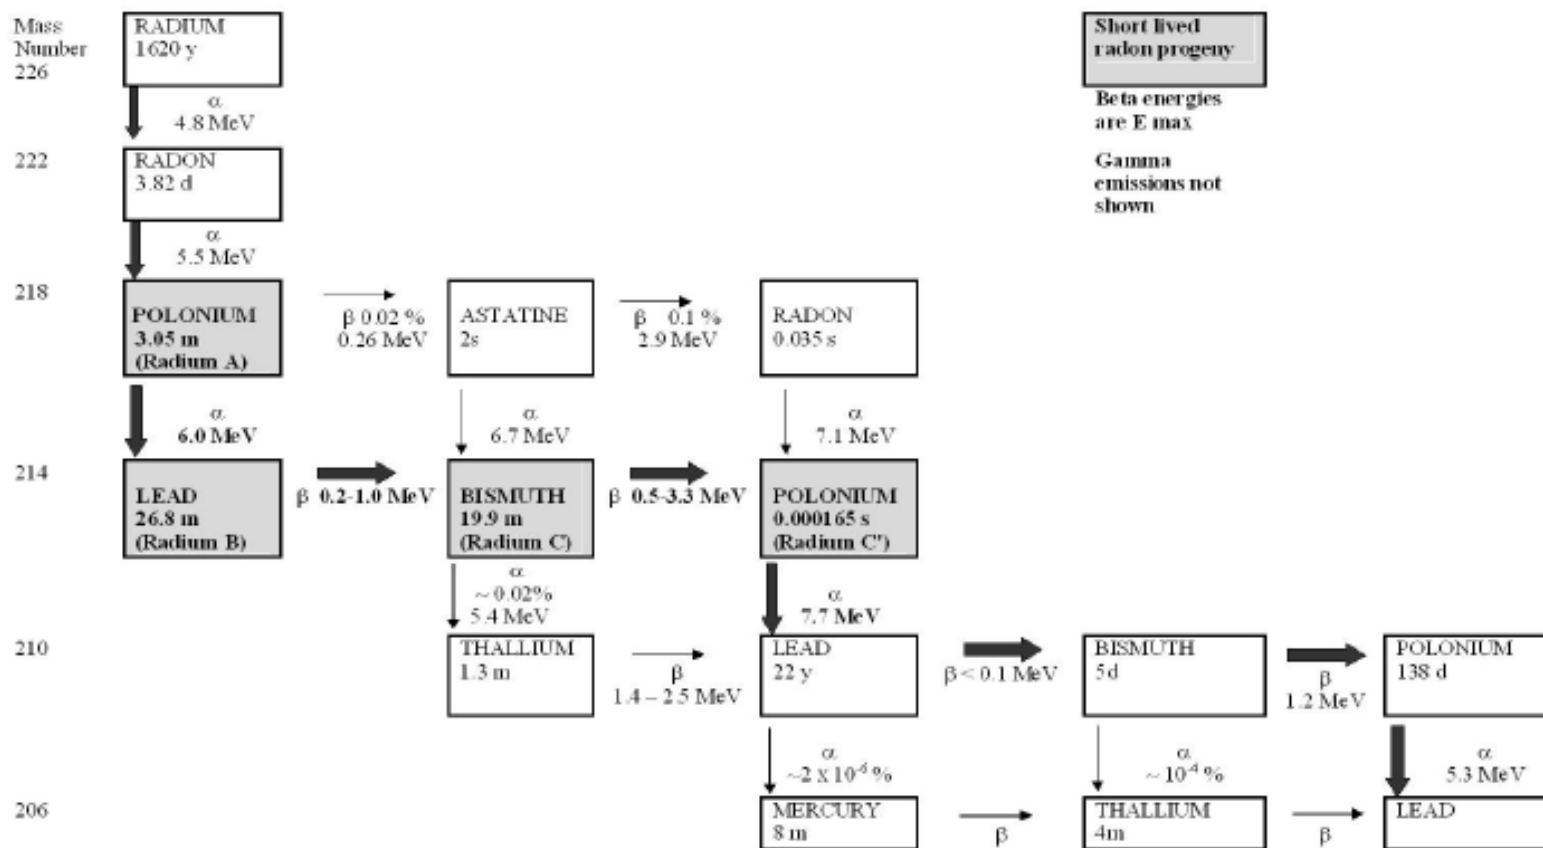 Mass
Number
226
RADIUM
1620 y
Short lived
radon progeny
α
4.8 MeV
Beta energies
are E max
222
RADON
3.82 d
Gamma
emissions not
shown
α
5.5 MeV
218
POLONIUM
3.05 m
(Radium A)
β 0.02 %
0.26 MeV
ASTATINE
2s
β 0.1 %
2.9 MeV
RADON
0.035 s
α
6.0 MeV
α
6.7 MeV
α
7.1 MeV
214
LEAD
26.8 m
(Radium B)
β 0.2-1.0 MeV
BISMUTH
19.9 m
(Radium C)
β 0.5-3.3 MeV
POLONIUM
0.000165 s
(Radium C')
α
~ 0.02%
5.4 MeV
α
7.7 MeV
210
THALLIUM
1.3 m
β
1.4 – 2.5 MeV
LEAD
22 y
β < 0.1 MeV
BISMUTH
5d
β
1.2 MeV
POLONIUM
138 d
α
~2 x 10⁻⁶ %
α
~ 10⁻⁴ %
α
5.3 MeV
206
MERCURY
8 m
β
THALLIUM
4m
β
LEAD